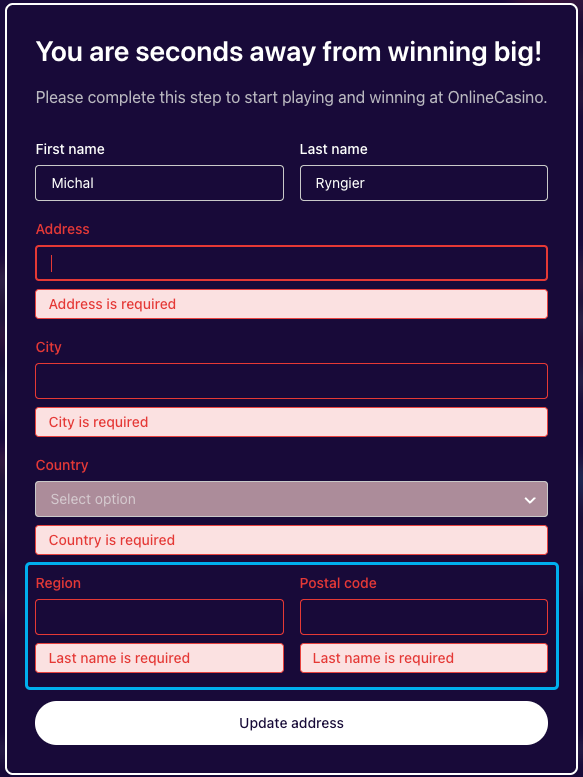 You are seconds away from winning big!
Please complete this step to start playing and winning at OnlineCasino.
First name Last name
Michal Ryngier
Address
Address is required
City
City is required
Country
Select option
Country is required
Region Postal code
Last name is required Last name is required
Update address